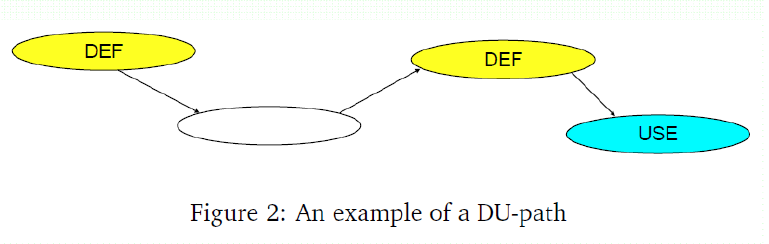 DEF
DEF
USE
Figure 2: An example of a DU-path